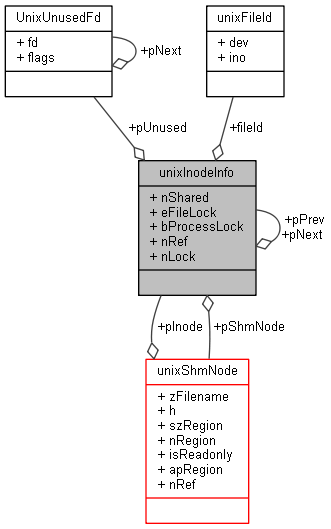 UnixUnusedFd
+ fd
+ flags
+pNext
unixFileId
+ dev
+ ino
+pUnused
+fileId
unixInodeInfo
+ nShared
+ eFileLock
+ bProcessLock
+ nRef
+ nLock
+pPrev
+pNext
+pInode
+pShmNode
unixShmNode
+ zFilename
+ h
+ szRegion
+ nRegion
+ isReadonly
+ apRegion
+ nRef